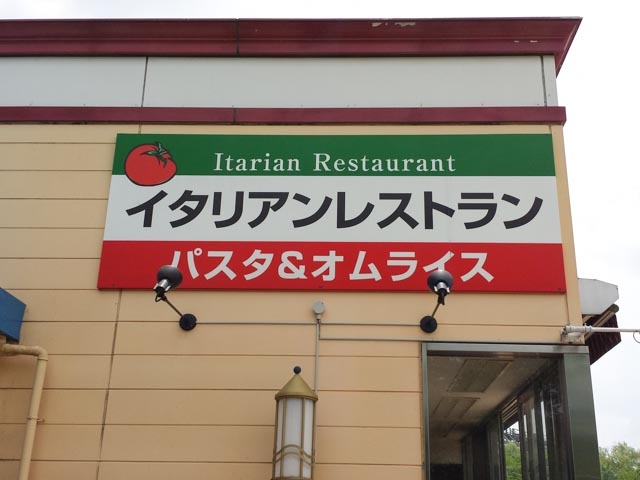 Itarian Restaurant
イタリアンレストラン
パスタ&オムライス